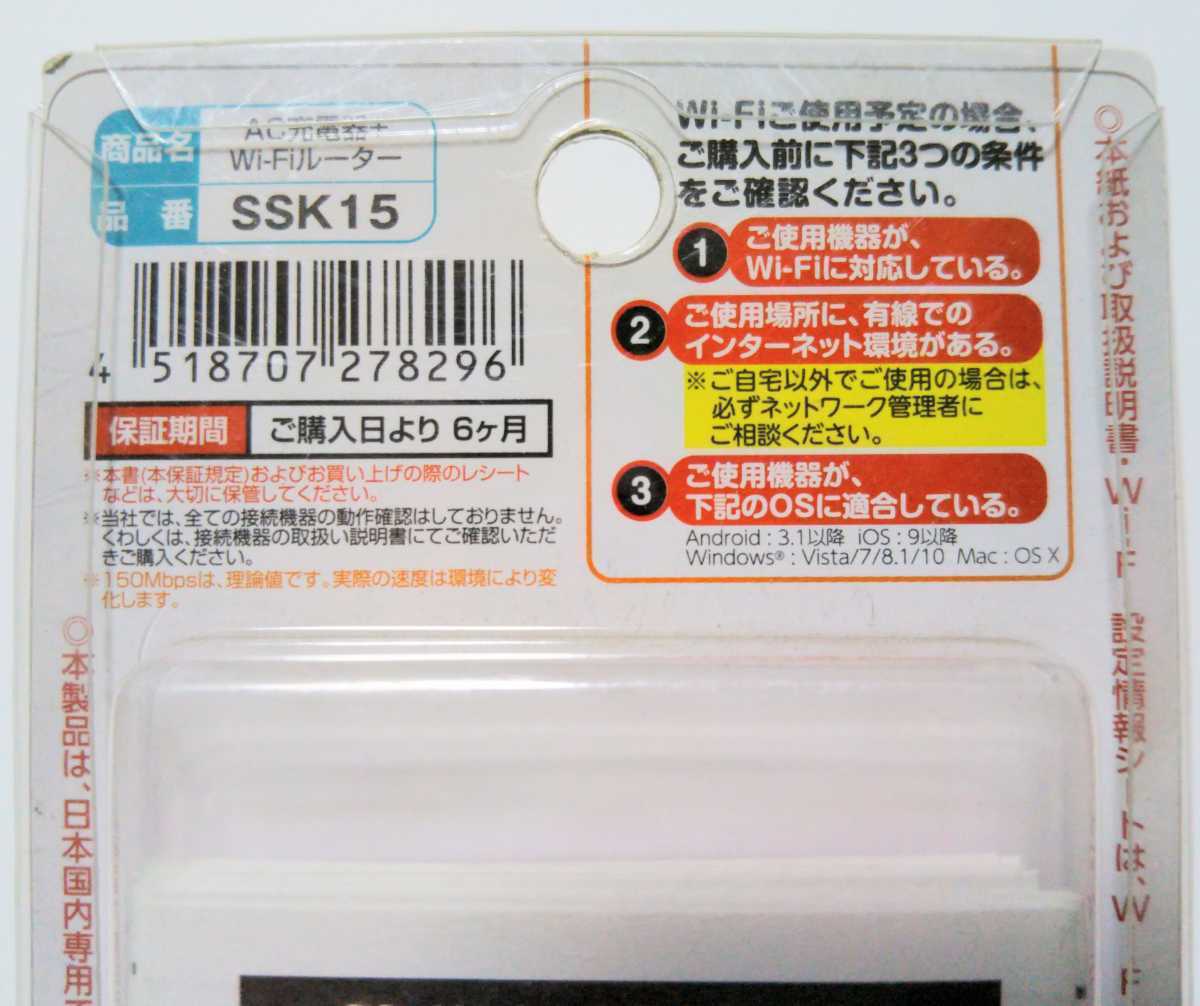 商品名
AC充電器+
Wi-Fiルーター
品番
SSK15
4 518707 278296
保証期間
ご購入日より 6ヶ月
※本書(本保証規定)およびお買い上げの際のレシート
などは、大切に保管してください。
※当社では、全ての接続機器の動作確認はしておりません。
くわしくは、接続機器の取扱い説明書にてご確認いただ
きご購入ください。
※150Mbpsは、理論値です。実際の速度は環境により変
化します。
Wi-Fiご使用予定の場合、
ご購入前に下記3つの条件
をご確認ください。
1
ご使用機器が、
Wi-Fiに対応している。
2
ご使用場所に、有線での
インターネット環境がある。
※ご自宅以外でご使用の場合は、
必ずネットワーク管理者に
ご相談ください。
3
ご使用機器が、
下記のOSに適合している。
Android : 3.1以降 iOS : 9以降
Windows® : Vista/7/8.1/10 Mac : OS X
◎本紙および取扱説明書・Wi-F 設定情報シートは、W F
◎本製品は、日本国内専用